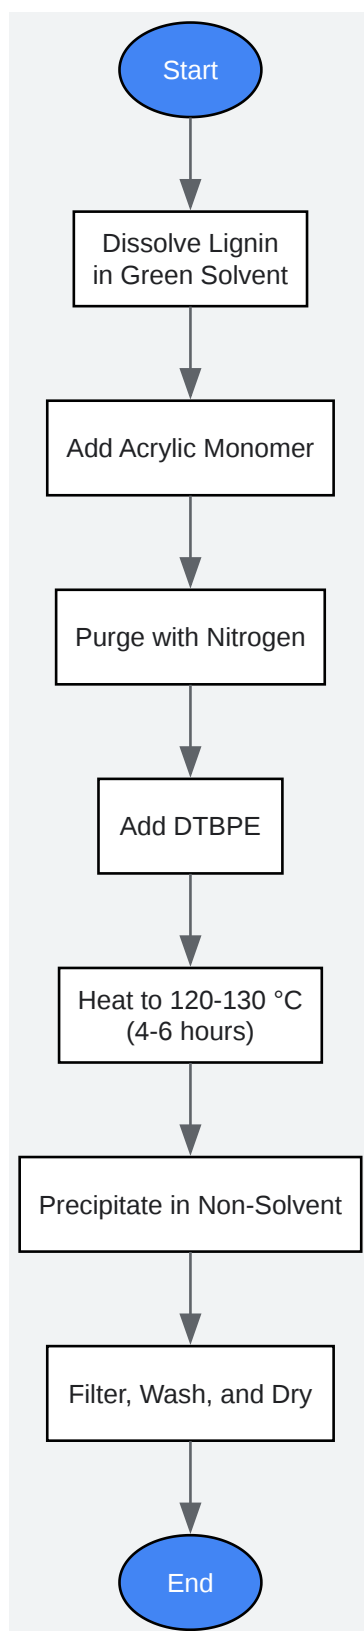 Start
Dissolve Lignin
in Green Solvent
Add Acrylic Monomer
Purge with Nitrogen
Add DTBPE
Heat to 120-130 °C
(4-6 hours)
Precipitate in Non-Solvent
Filter, Wash, and Dry
End